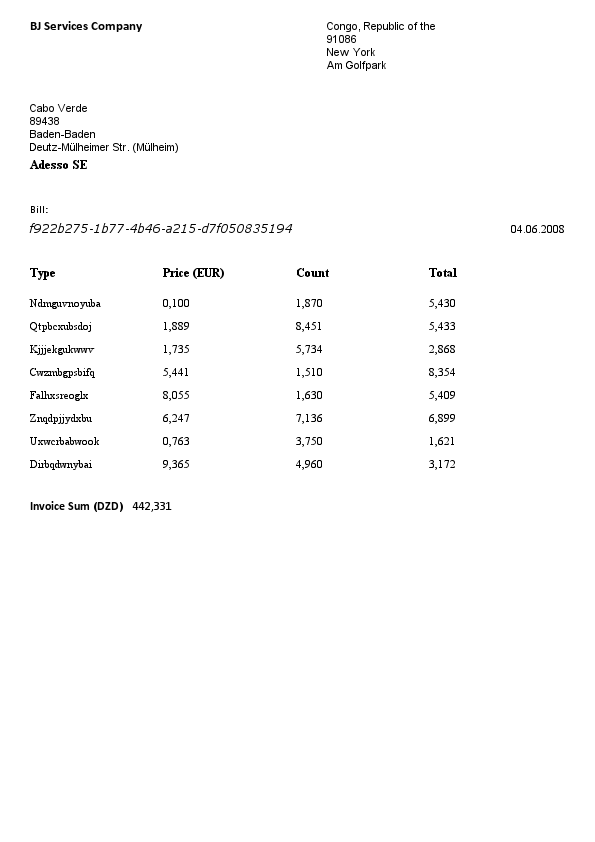 BJ Services Company
Congo, Republic of the
91086
New York
Am Golfpark
Cabo Verde
89438
Baden-Baden
Deutz-Mülheimer Str. (Mülheim)
Adesso SE
Bill:
f922b275-1b77-4b46-a215-d7f050835194 04.06.2008
Type Price (EUR) Count Total
Ndmguvnoyuba 0,100 1,870 5,430
Qtpbcxubsdoj 1,889 8,451 5,433
Kjjjekgukwwv 1,735 5,734 2,868
Cwzmbgpsbifq 5,441 1,510 8,354
Falhxsreoglx 8,055 1,630 5,409
Znqdpjjydxbu 6,247 7,136 6,899
Uxwerbabwook 0,763 3,750 1,621
Dirbqdwnybai 9,365 4,960 3,172
Invoice Sum (DZD) 442,331